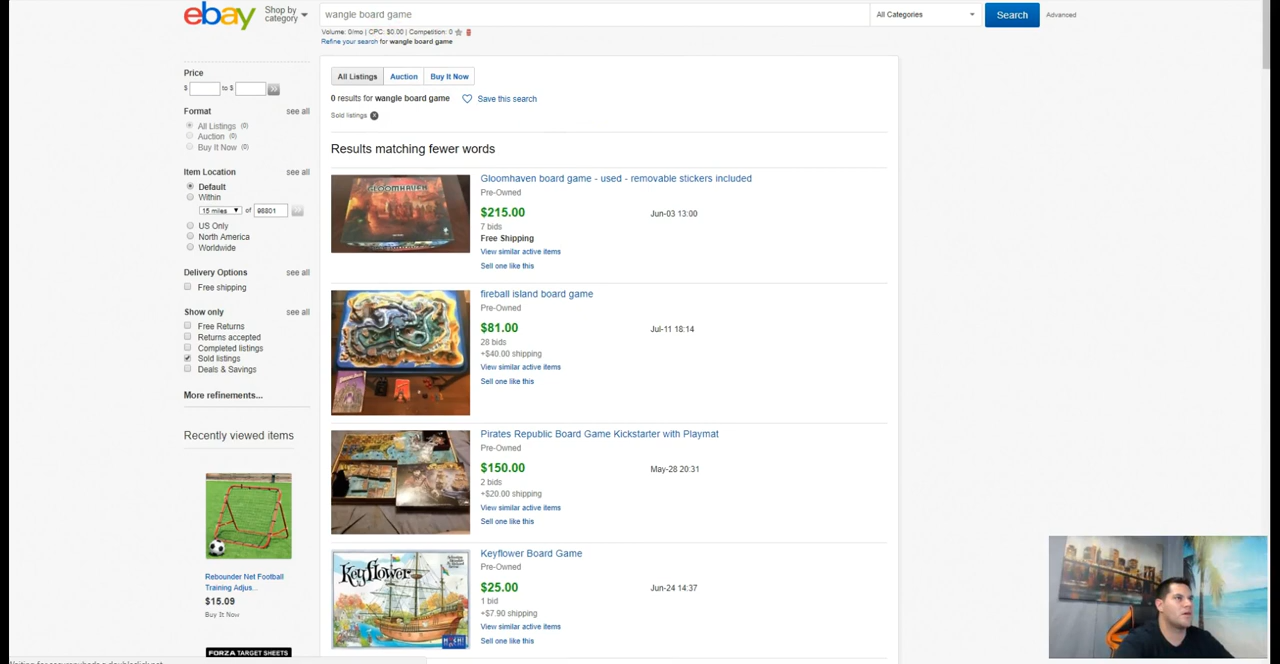 ebay
Shop by
category
wangle board game
All Categories
Search
Advanced
Volume: 0/mo | CPC: $0.00 | Competition: 0
Refine your search for wangle board game
Price
$ to $
Format see all
All Listings (0)
Auction (0)
Buy It Now (0)
Item Location see all
Default
Within
15 miles of 98801
US Only
North America
Worldwide
Delivery Options see all
Free shipping
Show only see all
Free Returns
Returns accepted
Completed listings
Sold listings
Deals & Savings
More refinements...
Recently viewed items
Rebounder Net Football
Training Adjus...
$15.09
Buy It Now
FORZA TARGET SHEETS
All Listings Auction Buy It Now
0 results for wangle board game Save this search
Sold listings
Results matching fewer words
GLOOMHAVEN
Gloomhaven board game - used - removable stickers included
Pre-Owned
$215.00 Jun-03 13:00
7 bids
Free Shipping
View similar active items
Sell one like this
fireball island board game
Pre-Owned
$81.00 Jul-11 18:14
28 bids
+$40.00 shipping
View similar active items
Sell one like this
Pirates Republic Board Game Kickstarter with Playmat
Pre-Owned
$150.00 May-28 20:31
2 bids
+$20.00 shipping
View similar active items
Sell one like this
Keyflower
Keyflower Board Game
Pre-Owned
$25.00 Jun-24 14:37
1 bid
+$7.90 shipping
View similar active items
Sell one like this